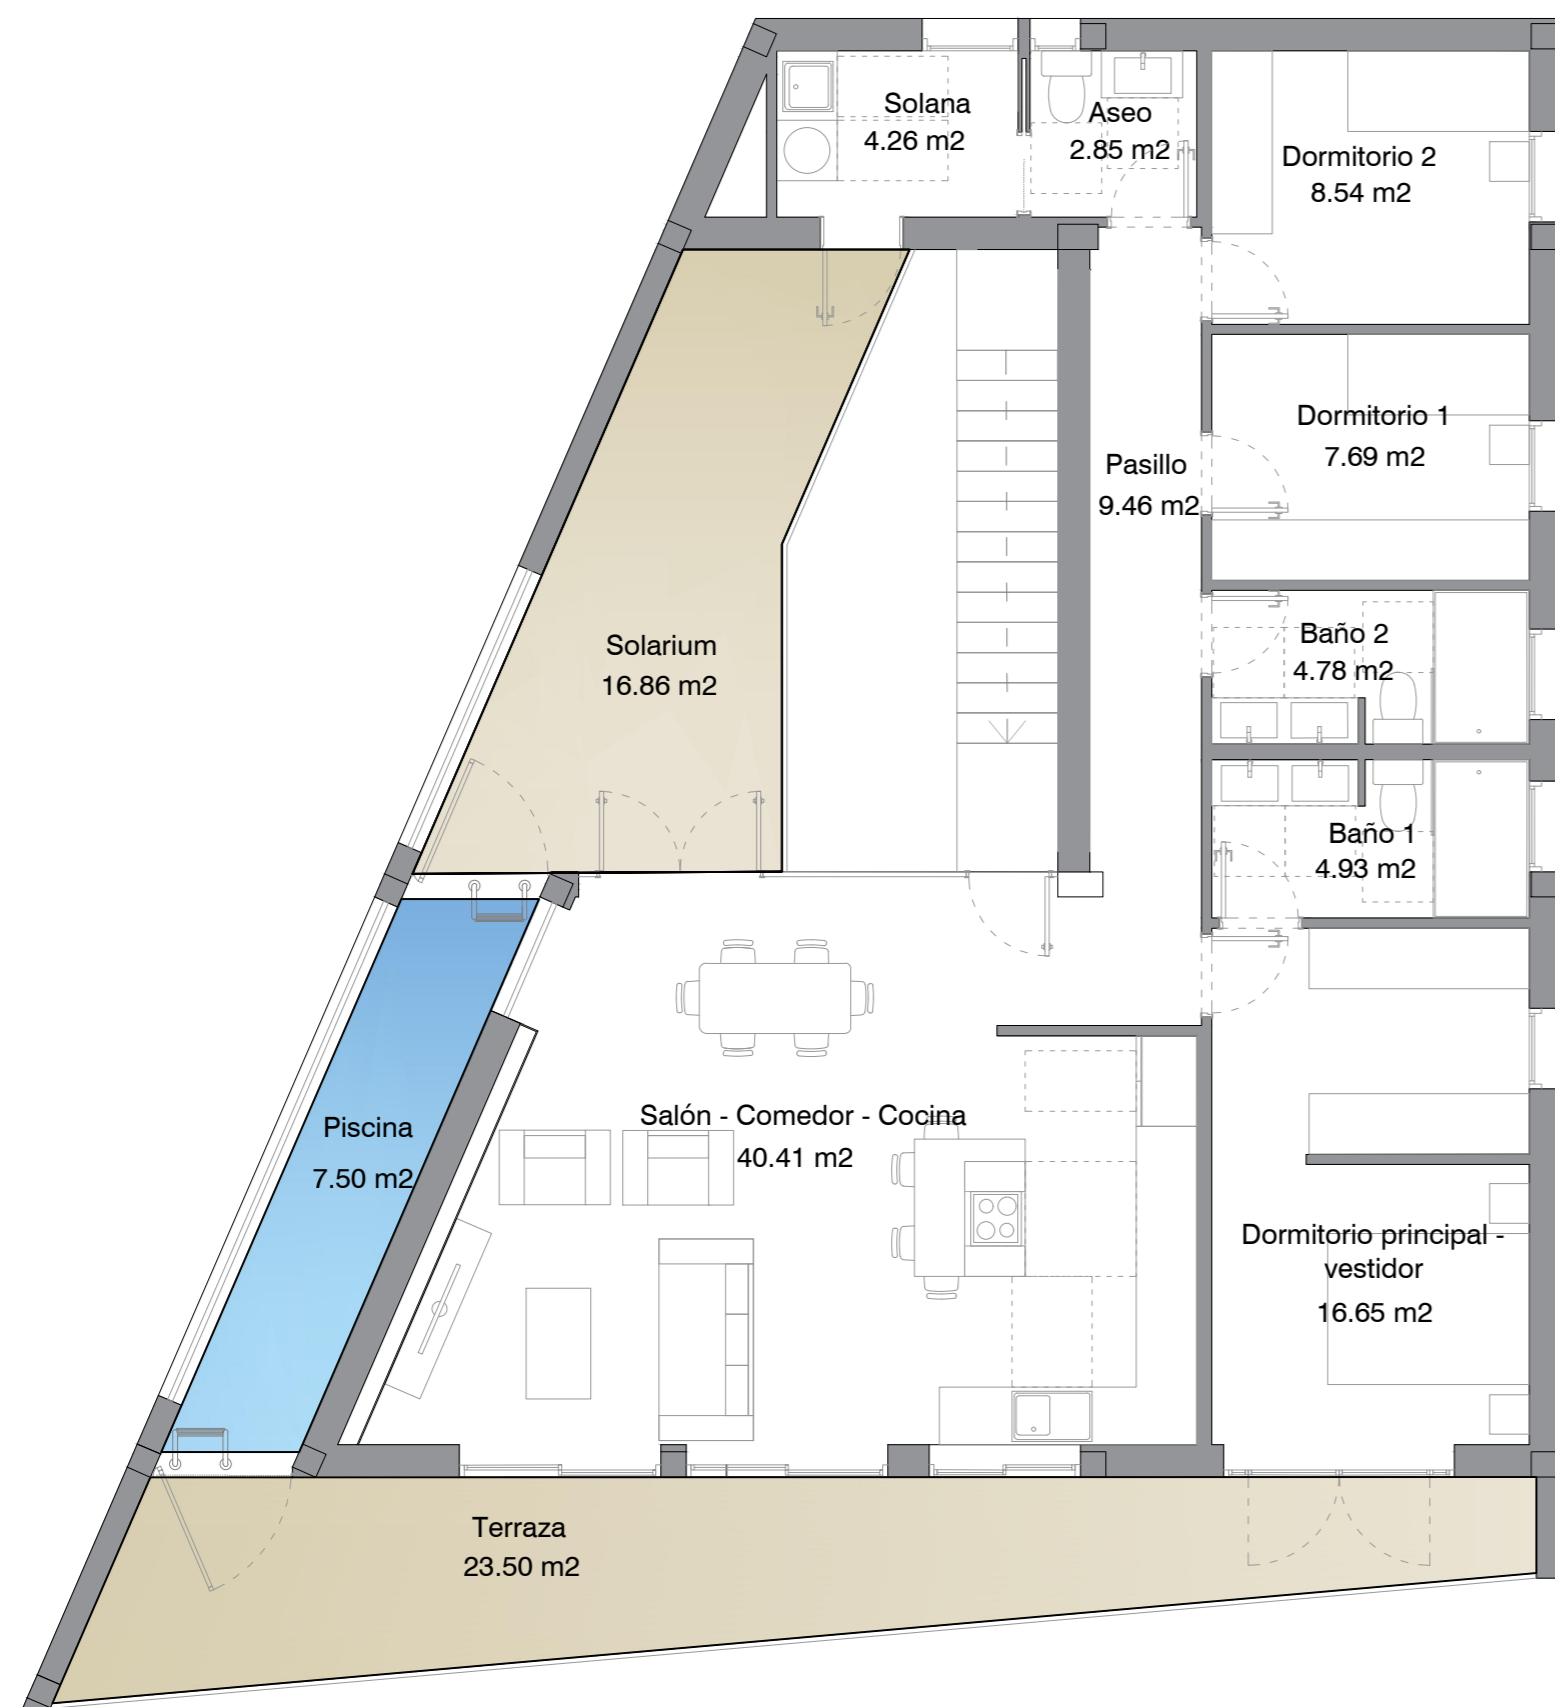 Solana
4.26 m2
Aseo
2.85 m2
Dormitorio 2
8.54 m2
Dormitorio 1
7.69 m2
Pasillo
9.46 m2
Solarium
16.86 m2
Baño 2
4.78 m2
Baño 1
4.93 m2
Piscina
7.50 m2
Salón - Comedor - Cocina
40.41 m2
Dormitorio principal -
vestidor
16.65 m2
Terraza
23.50 m2